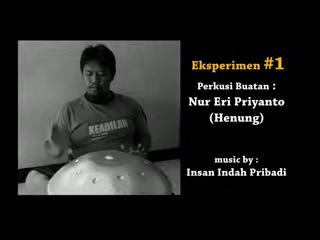 Eksperimen #1
Perkusi Buatan :
Nur Eri Priyanto
(Henung)
music by :
Insan Indah Pribadi
KEADILAN